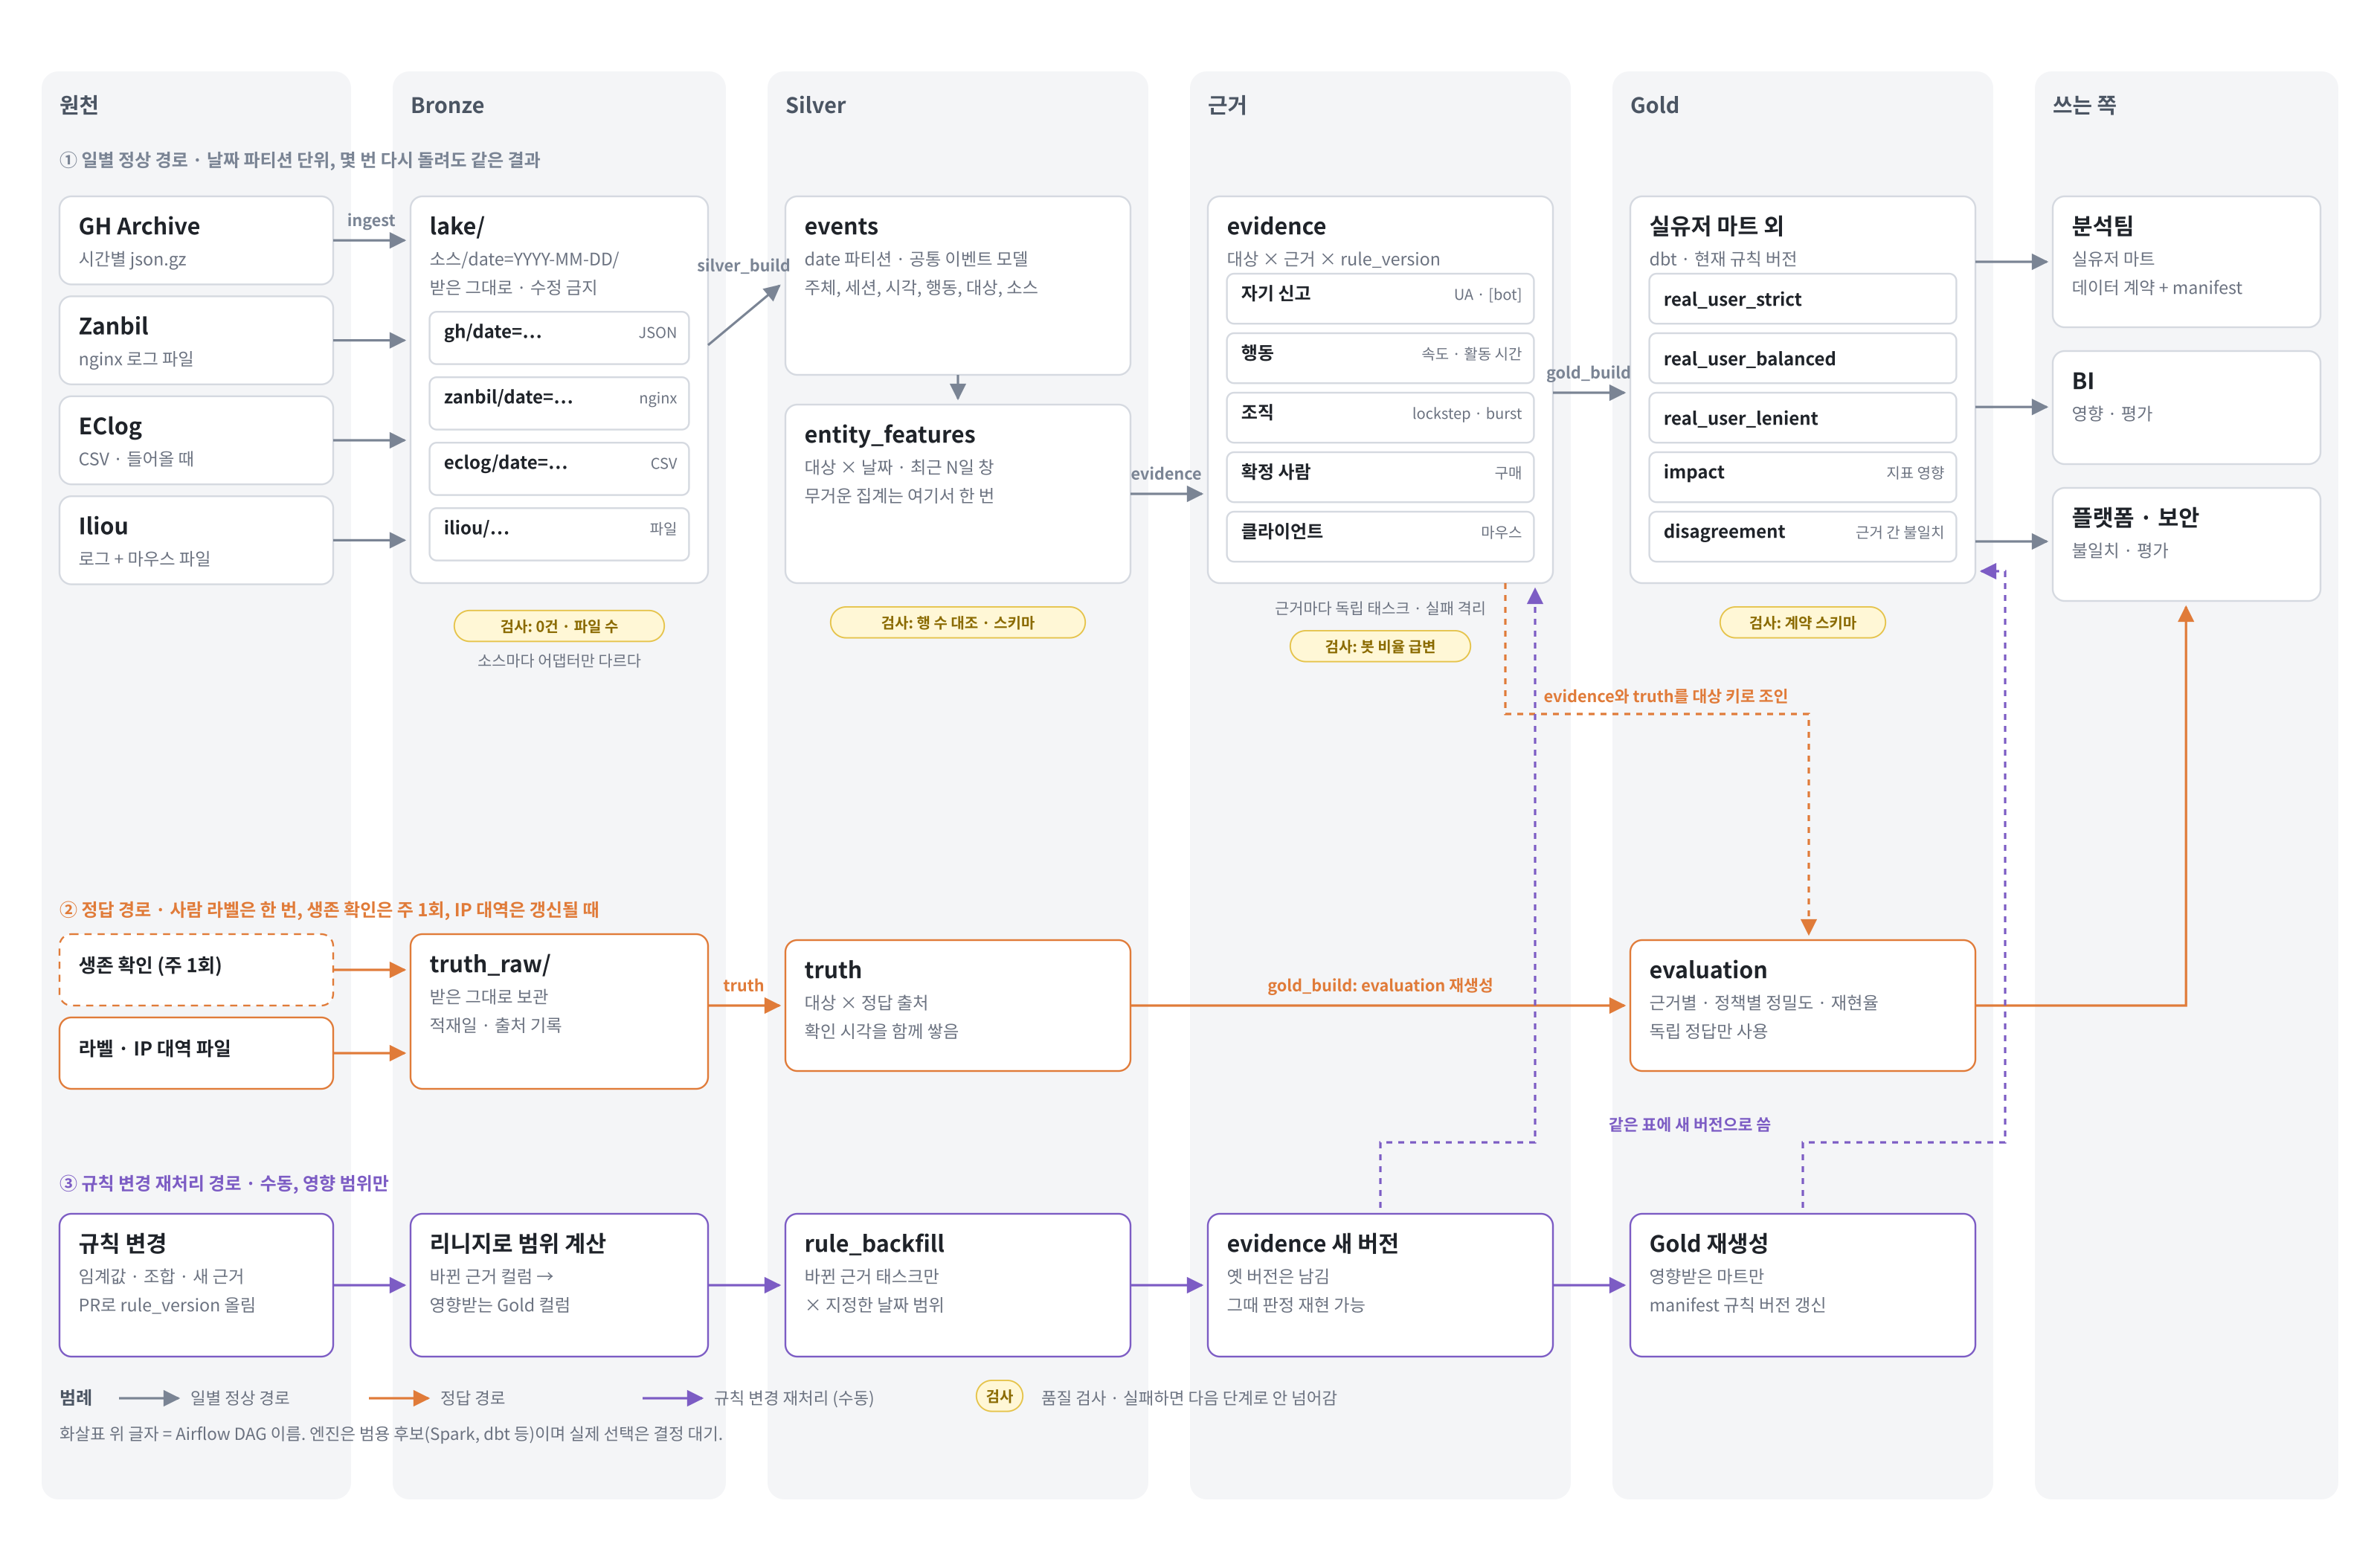 원천
Bronze
Silver
근거
Gold
쓰는 쪽
① 일별 정상 경로 · 날짜 파티션 단위, 몇 번 다시 돌려도 같은 결과
GH Archive
시간별 json.gz
Zanbil
nginx 로그 파일
EClog
CSV · 들어올 때
Iliou
로그 + 마우스 파일
ingest
lake/
소스/date=YYYY-MM-DD/
받은 그대로 · 수정 금지
gh/date=... JSON
zanbil/date=... nginx
eclog/date=... CSV
iliou/... 파일
검사: 0건 · 파일 수
소스마다 어댑터만 다르다
silver_build
events
date 파티션 · 공통 이벤트 모델
주체, 세션, 시각, 행동, 대상, 소스
entity_features
대상 × 날짜 · 최근 N일 창
무거운 집계는 여기서 한 번
검사: 행 수 대조 · 스키마
evidence
evidence
대상 × 근거 × rule_version
자기 신고 UA · [bot]
행동 속도 · 활동 시간
조직 lockstep · burst
확정 사람 구매
클라이언트 마우스
근거마다 독립 태스크 · 실패 격리
검사: 봇 비율 급변
gold_build
실유저 마트 외
dbt · 현재 규칙 버전
real_user_strict
real_user_balanced
real_user_lenient
impact 지표 영향
disagreement 근거 간 불일치
검사: 계약 스키마
분석팀
실유저 마트
데이터 계약 + manifest
BI
영향 · 평가
플랫폼 · 보안
불일치 · 평가
evidence와 truth를 대상 키로 조인
② 정답 경로 · 사람 라벨은 한 번, 생존 확인은 주 1회, IP 대역은 갱신될 때
생존 확인 (주 1회)
라벨 · IP 대역 파일
truth_raw/
받은 그대로 보관
적재일 · 출처 기록
truth
truth
대상 × 정답 출처
확인 시각을 함께 쌓음
gold_build: evaluation 재생성
evaluation
근거별 · 정책별 정밀도 · 재현율
독립 정답만 사용
같은 표에 새 버전으로 씀
③ 규칙 변경 재처리 경로 · 수동, 영향 범위만
규칙 변경
임계값 · 조합 · 새 근거
PR로 rule_version 올림
리니지로 범위 계산
바뀐 근거 컬럼 →
영향받는 Gold 컬럼
rule_backfill
바뀐 근거 태스크만
× 지정한 날짜 범위
evidence 새 버전
옛 버전은 남김
그때 판정 재현 가능
Gold 재생성
영향받은 마트만
manifest 규칙 버전 갱신
범례 일별 정상 경로 정답 경로 규칙 변경 재처리 (수동) 검사 품질 검사 · 실패하면 다음 단계로 안 넘어감
화살표 위 글자 = Airflow DAG 이름. 엔진은 범용 후보(Spark, dbt 등)이며 실제 선택은 결정 대기.